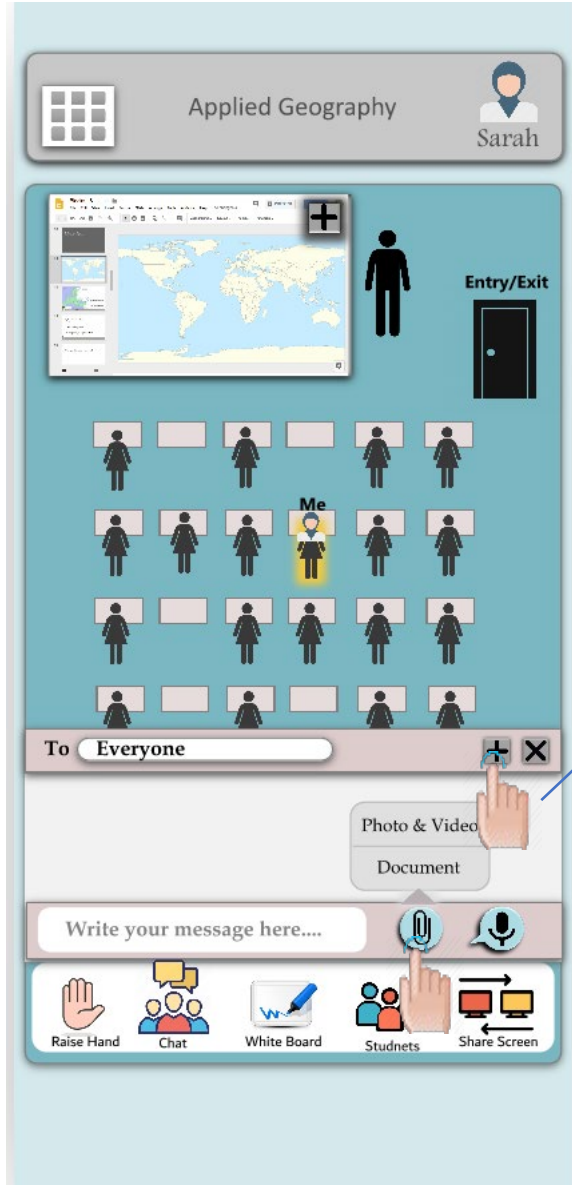 Applied Geography
Sarah
Entry/Exit
Me
To Everyone
Photo & Video
Document
Write your message here....
Raise Hand
Chat
White Board
Studnets
Share Screen